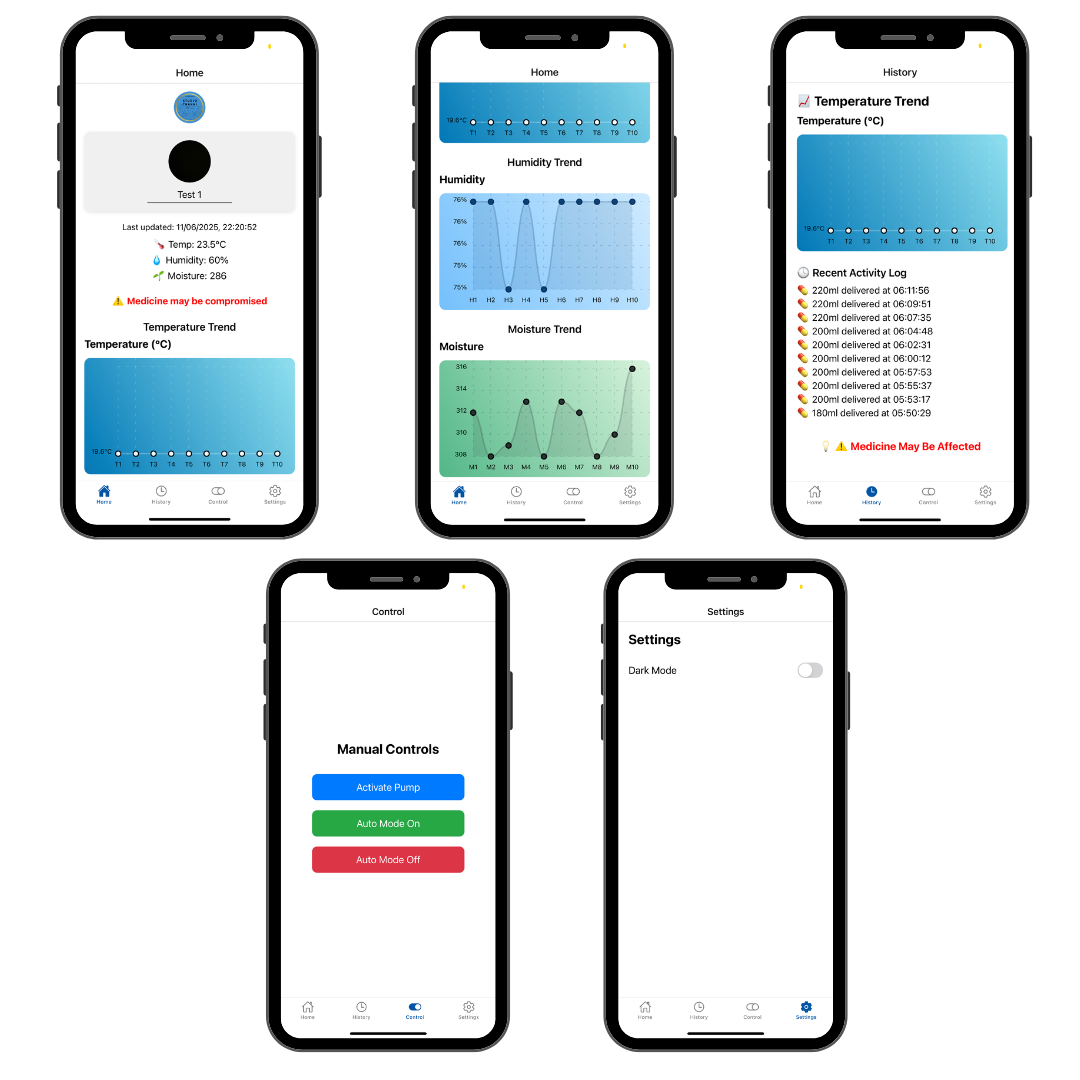 Home
Test 1
Last updated: 11/06/2025, 22:20:52
🌡️ Temp: 23.5°C
💧 Humidity: 60%
🌱 Moisture: 286
⚠️ Medicine may be compromised
Temperature Trend
Temperature (°C)
19.6°C
T1 T2 T3 T4 T5 T6 T7 T8 T9 T10
Home History Control Settings
Home
19.6°C
T1 T2 T3 T4 T5 T6 T7 T8 T9 T10
Humidity Trend
Humidity
76%
76%
76%
75%
75%
H1 H2 H3 H4 H5 H6 H7 H8 H9 H10
Moisture Trend
Moisture
316
314
312
310
308
M1 M2 M3 M4 M5 M6 M7 M8 M9 M10
Home History Control Settings
History
📈 Temperature Trend
Temperature (°C)
19.6°C
T1 T2 T3 T4 T5 T6 T7 T8 T9 T10
🕒 Recent Activity Log
💊 220ml delivered at 06:11:56
💊 220ml delivered at 06:09:51
💊 220ml delivered at 06:07:35
💊 200ml delivered at 06:04:48
💊 200ml delivered at 06:02:31
💊 200ml delivered at 06:00:12
💊 200ml delivered at 05:57:53
💊 200ml delivered at 05:55:37
💊 200ml delivered at 05:53:17
💊 180ml delivered at 05:50:29
💡 ⚠️ Medicine May Be Affected
Home History Control Settings
Control
Manual Controls
Activate Pump
Auto Mode On
Auto Mode Off
Home History Control Settings
Settings
Settings
Dark Mode
Home History Control Settings